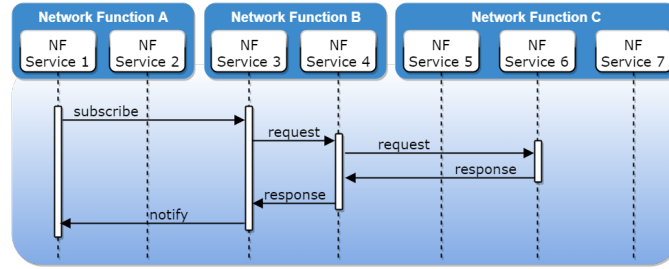 Network Function A
Network Function B
Network Function C
NF
Service 1
NF
Service 2
NF
Service 3
NF
Service 4
NF
Service 5
NF
Service 6
NF
Service 7
subscribe
request
request
response
response
notify